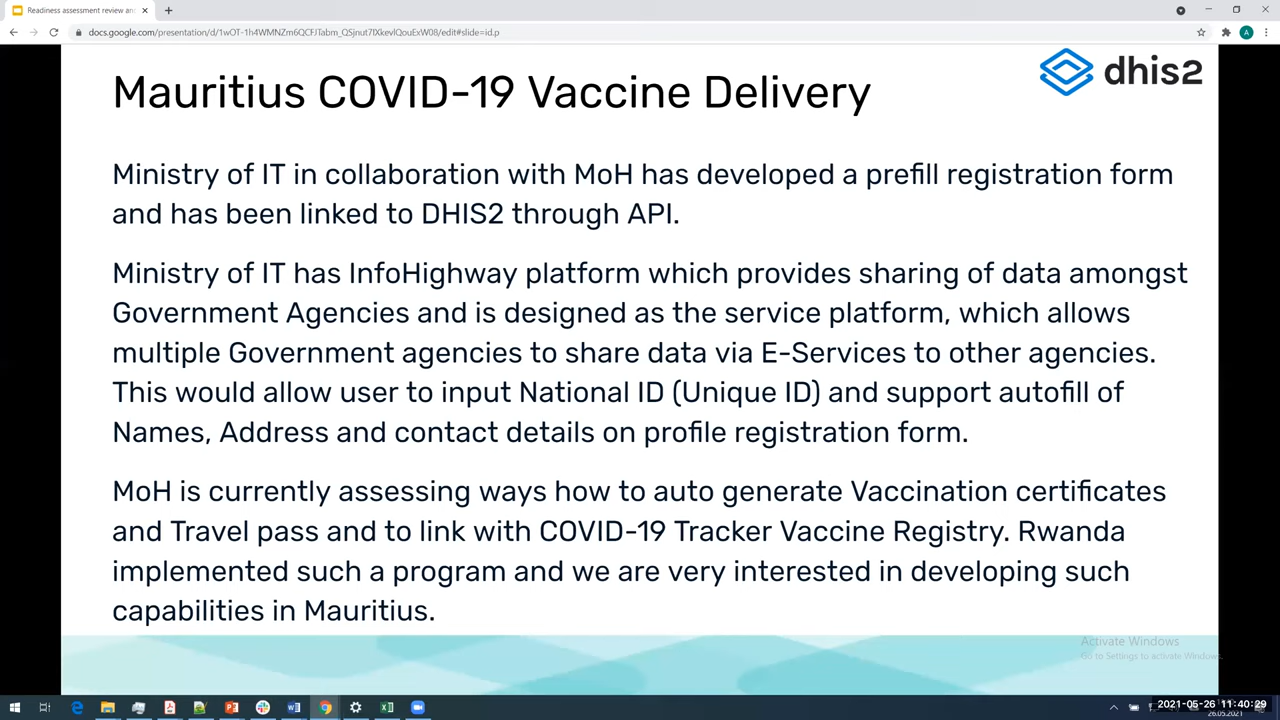 Readiness assessment review and
docs.google.com/presentation/d/1wOT-1h4WMNZm6QCFJTabm_QSjnut7IXkevlQouExW08/edit#slide=id.p
A
dhis2
Mauritius COVID-19 Vaccine Delivery
Ministry of IT in collaboration with MoH has developed a prefill registration form
and has been linked to DHIS2 through API.
Ministry of IT has InfoHighway platform which provides sharing of data amongst
Government Agencies and is designed as the service platform, which allows
multiple Government agencies to share data via E-Services to other agencies.
This would allow user to input National ID (Unique ID) and support autofill of
Names, Address and contact details on profile registration form.
MoH is currently assessing ways how to auto generate Vaccination certificates
and Travel pass and to link with COVID-19 Tracker Vaccine Registry. Rwanda
implemented such a program and we are very interested in developing such
capabilities in Mauritius.
Activate Windows
Go to Settings to activate Windows.
2021-05-26 11:40:29
26.05.2021